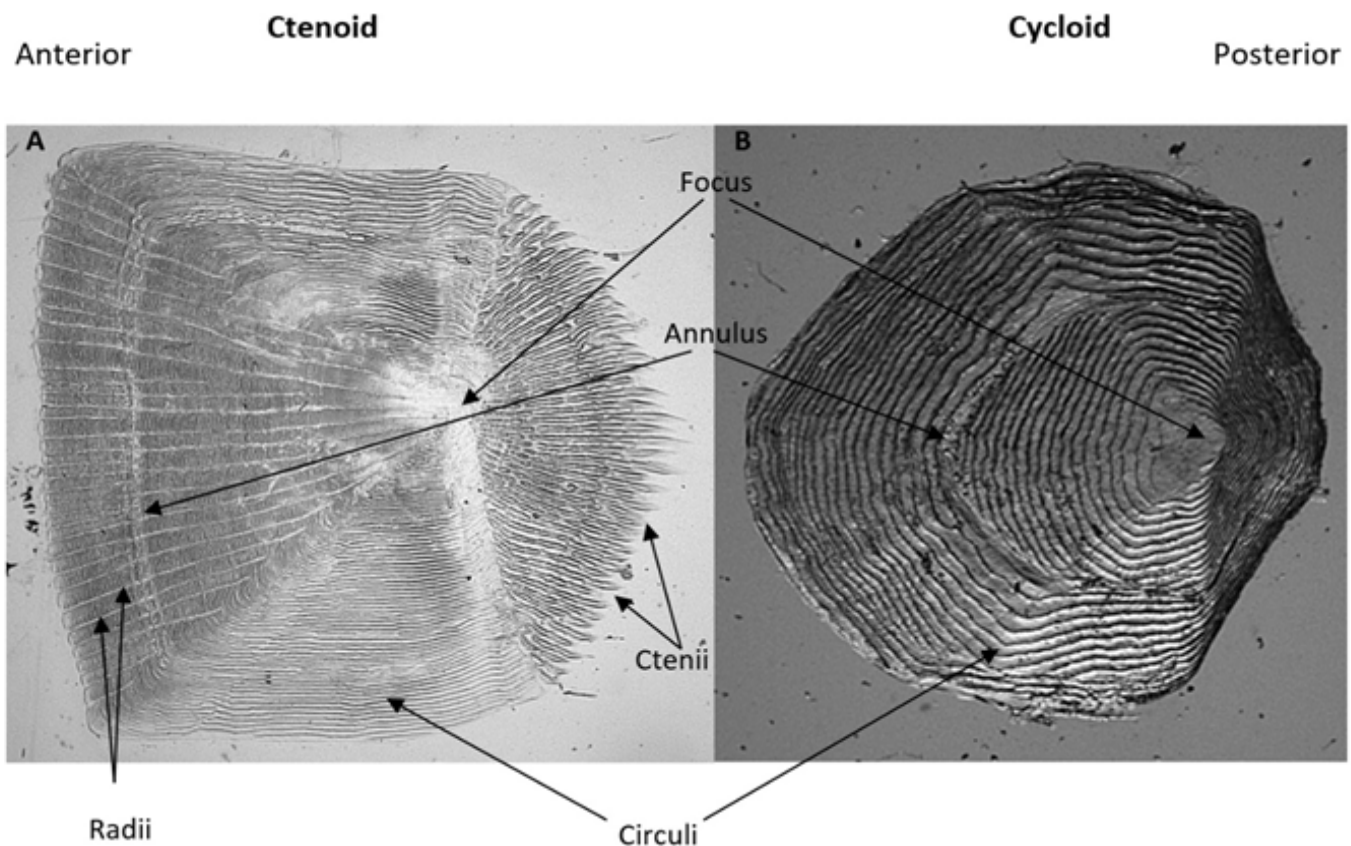 Ctenoid
Cycloid
Anterior
Posterior
A
B
Focus
Annulus
Ctenii
Radii
Circuli